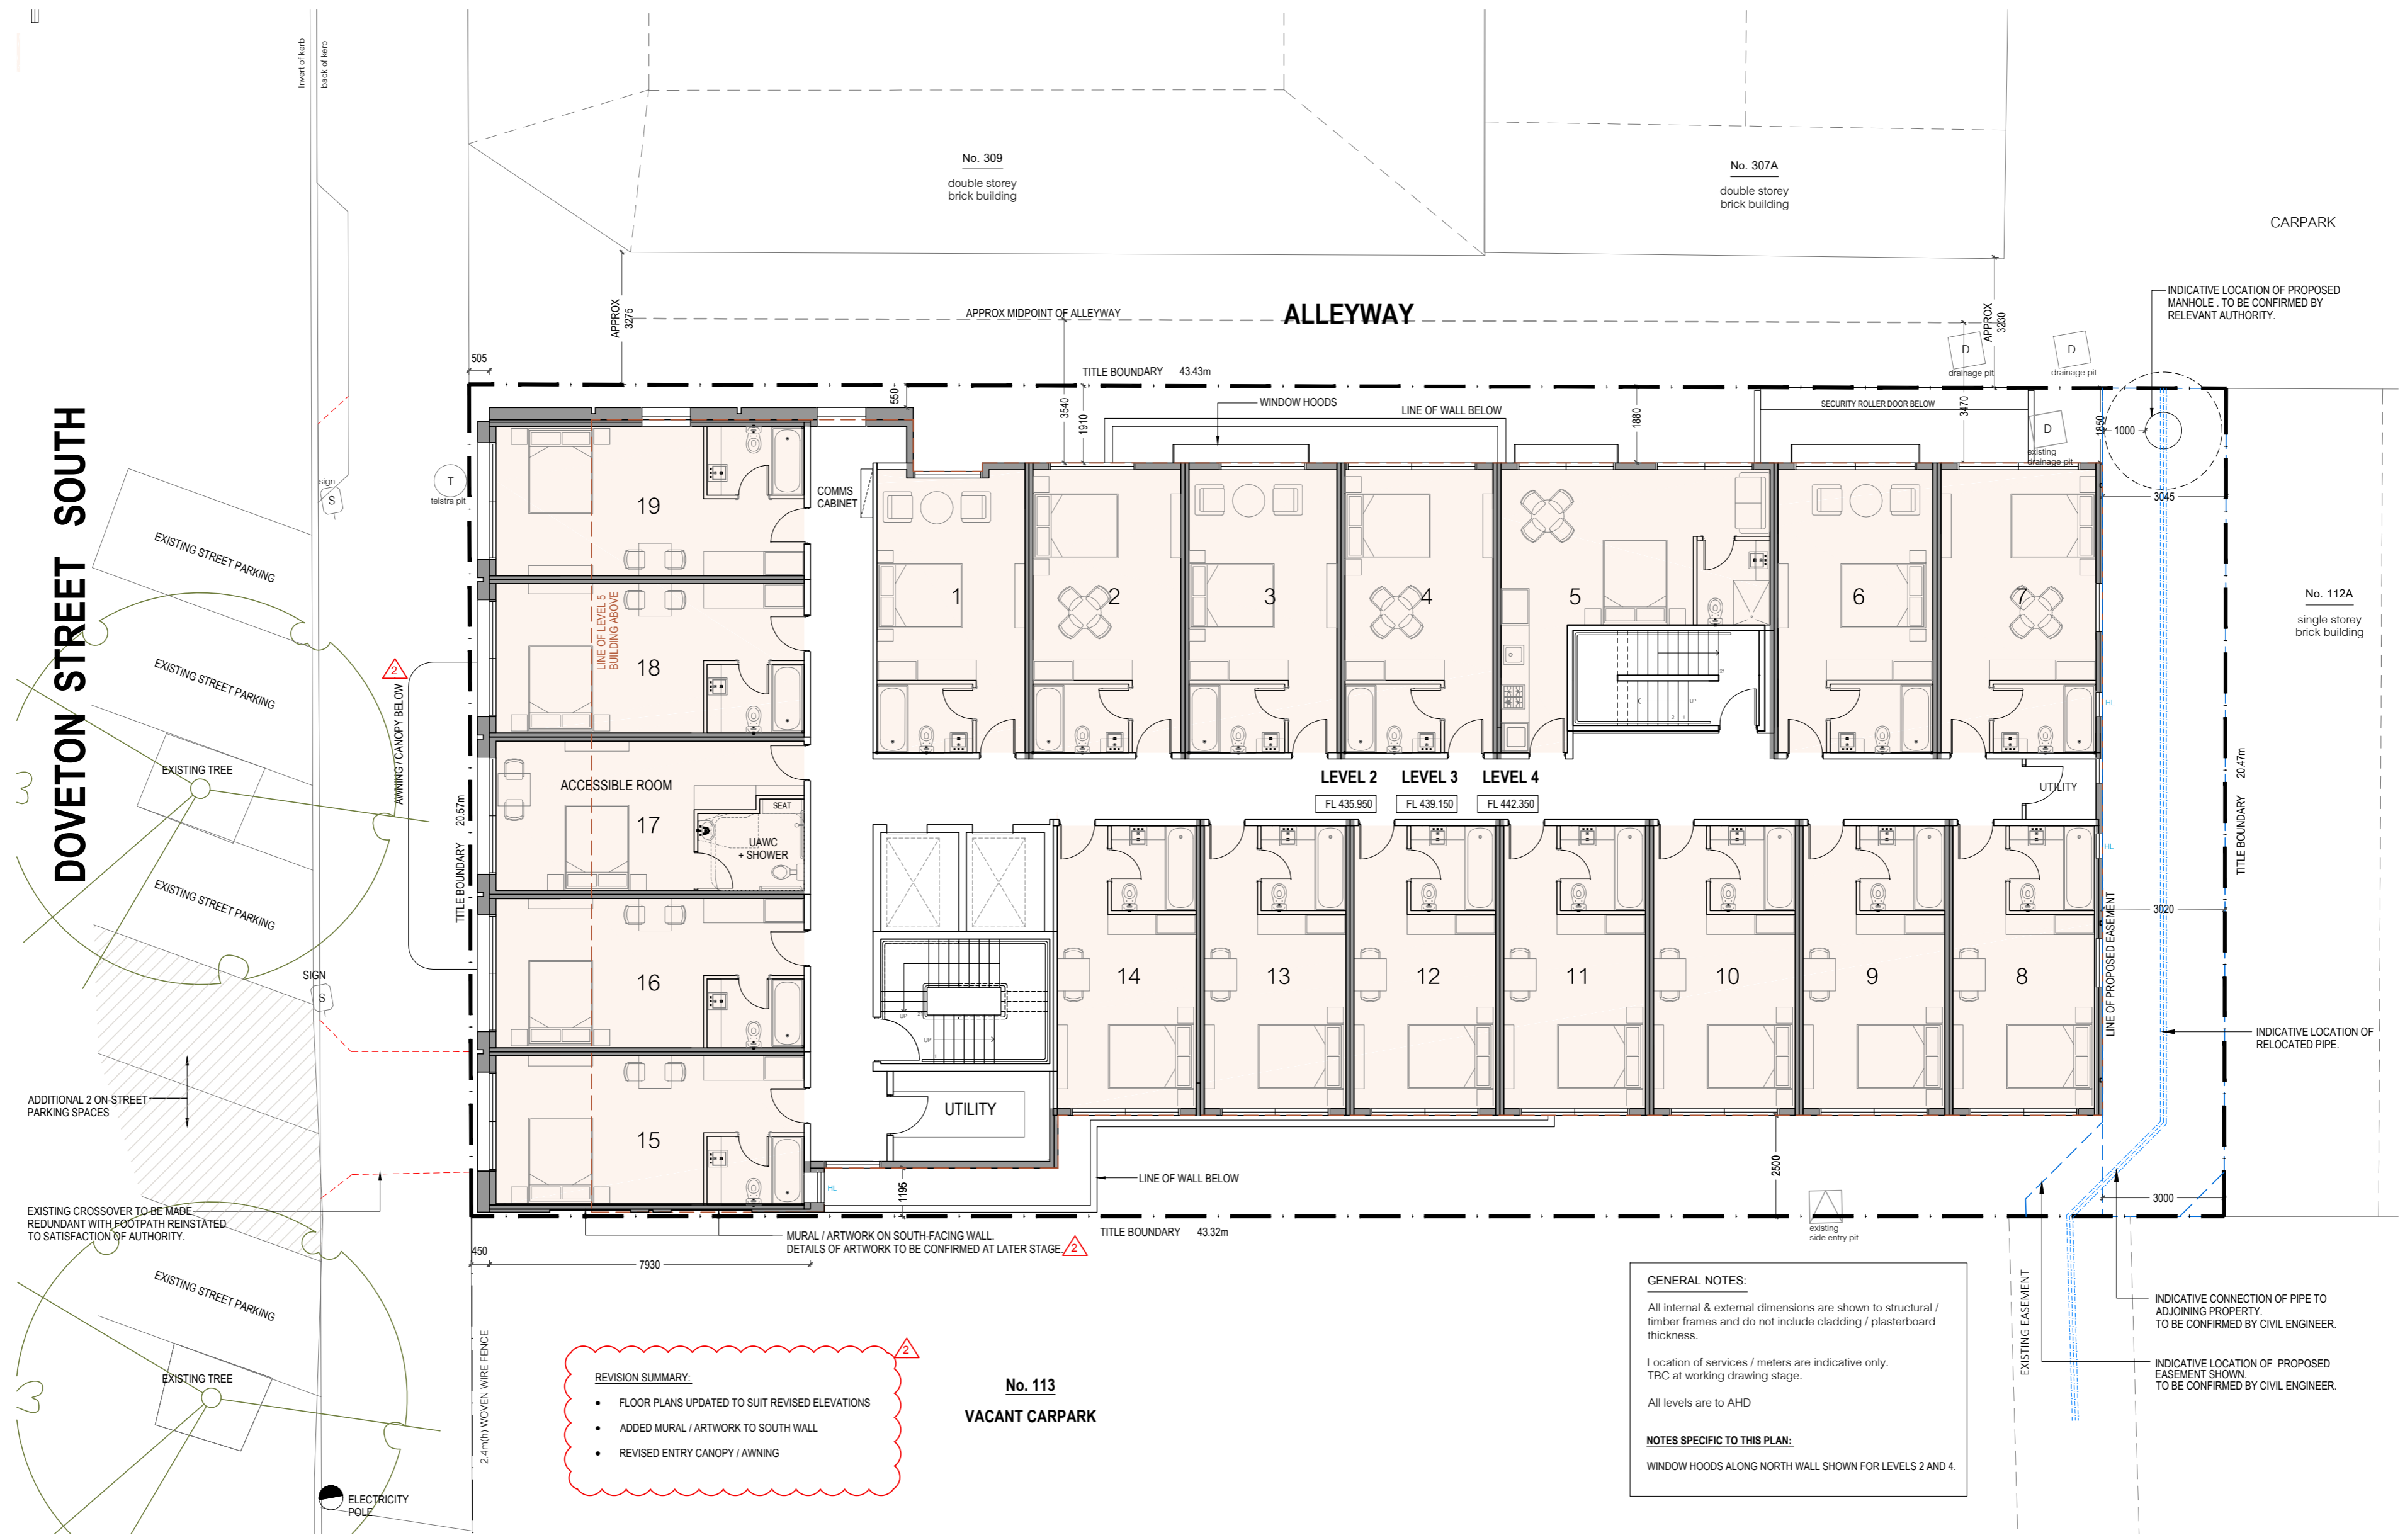 Invert of kerb
back of kerb
No. 309
double storey
brick building
No. 307A
double storey
brick building
CARPARK
INDICATIVE LOCATION OF PROPOSED
MANHOLE . TO BE CONFIRMED BY
RELEVANT AUTHORITY.
APPROX
3275
APPROX MIDPOINT OF ALLEYWAY
ALLEYWAY
APPROX
3230
D
drainage pit
D
drainage pit
505
TITLE BOUNDARY 43.43m
550
3540
1910
WINDOW HOODS
LINE OF WALL BELOW
1880
SECURITY ROLLER DOOR BELOW
3470
1850
1000
D
existing
drainage pit
3045
DOVETON STREET SOUTH
sign
S
T
telstra pit
EXISTING STREET PARKING
EXISTING STREET PARKING
EXISTING TREE
EXISTING STREET PARKING
2
AWNING / CANOPY BELOW
TITLE BOUNDARY 20.57m
COMMS
CABINET
19
LINE OF LEVEL 5
BUILDING ABOVE
18
ACCESSIBLE ROOM
17
SEAT
UAWC
+ SHOWER
16
15
1
2
3
4
5
6
7
UP
HL
No. 112A
single storey
brick building
LEVEL 2 LEVEL 3 LEVEL 4
FL 435.950 FL 439.150 FL 442.350
UTILITY
TITLE BOUNDARY 20.47m
HL
14
13
12
11
10
9
8
UP
UP
LINE OF PROPOSED EASEMENT
3020
INDICATIVE LOCATION OF
RELOCATED PIPE.
SIGN
S
ADDITIONAL 2 ON-STREET
PARKING SPACES
UTILITY
HL
1195
LINE OF WALL BELOW
2500
3000
EXISTING CROSSOVER TO BE MADE
REDUNDANT WITH FOOTPATH REINSTATED
TO SATISFACTION OF AUTHORITY.
450
7930
MURAL / ARTWORK ON SOUTH-FACING WALL.
DETAILS OF ARTWORK TO BE CONFIRMED AT LATER STAGE.
2
TITLE BOUNDARY 43.32m
existing
side entry pit
EXISTING STREET PARKING
EXISTING TREE
2.4m(h) WOVEN WIRE FENCE
ELECTRICITY
POLE
2
REVISION SUMMARY:
• FLOOR PLANS UPDATED TO SUIT REVISED ELEVATIONS
• ADDED MURAL / ARTWORK TO SOUTH WALL
• REVISED ENTRY CANOPY / AWNING
No. 113
VACANT CARPARK
GENERAL NOTES:
All internal & external dimensions are shown to structural /
timber frames and do not include cladding / plasterboard
thickness.
Location of services / meters are indicative only.
TBC at working drawing stage.
All levels are to AHD
NOTES SPECIFIC TO THIS PLAN:
WINDOW HOODS ALONG NORTH WALL SHOWN FOR LEVELS 2 AND 4.
EXISTING EASEMENT
INDICATIVE CONNECTION OF PIPE TO
ADJOINING PROPERTY.
TO BE CONFIRMED BY CIVIL ENGINEER.
INDICATIVE LOCATION OF PROPOSED
EASEMENT SHOWN.
TO BE CONFIRMED BY CIVIL ENGINEER.